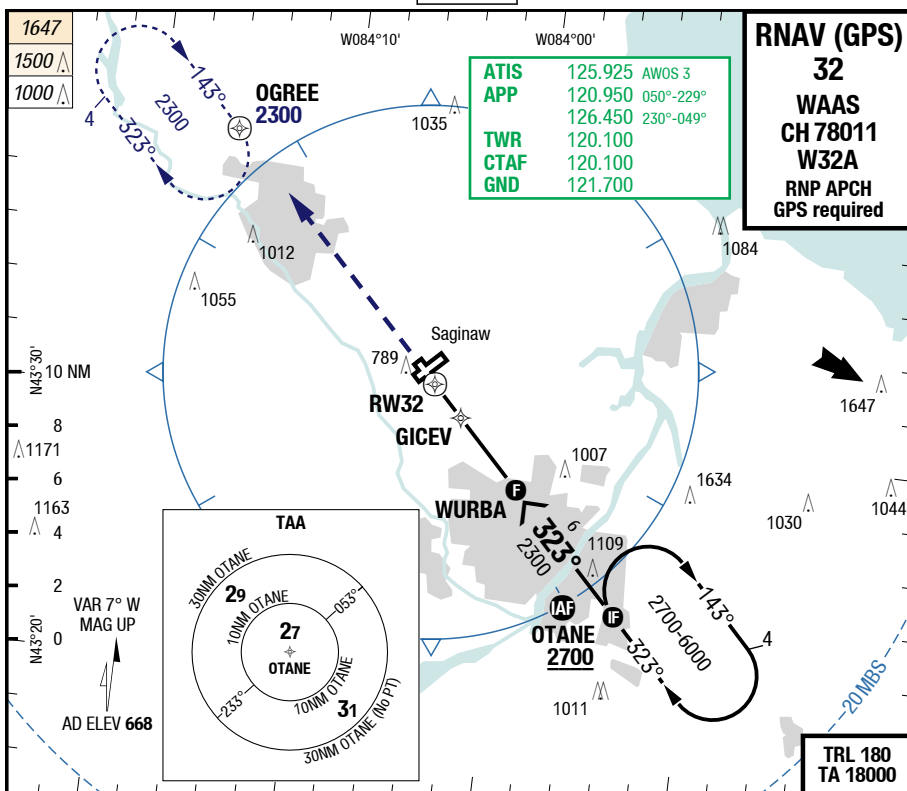 1647
1500
1000
W084°10'
W084°00'
RNAV (GPS)
32
WAAS
CH 78011
W32A
RNP APCH
GPS required
ATIS 125.925 AWOS 3
APP 120.950 050°-229°
126.450 230°-049°
TWR 120.100
CTAF 120.100
GND 121.700
143°
2300
323°
4
OGREE
2300
1035
1012
1055
1084
Saginaw
789
N43°30'
10 NM
8
6
4
2
0
N43°20'
RW32
GICEV
1647
1171
1163
1007
WURBA
F
1634
1030
1044
6
323°
2300
1109
IAF
IF
OTANE
2700
143°
2700-6000
323°
4
1011
TAA
30NM OTANE
29
10NM OTANE
053°
27
OTANE
233°
10NM OTANE
31
30NM OTANE (No PT)
VAR 7° W
MAG UP
AD ELEV 668
20 MBS
TRL 180
TA 18000